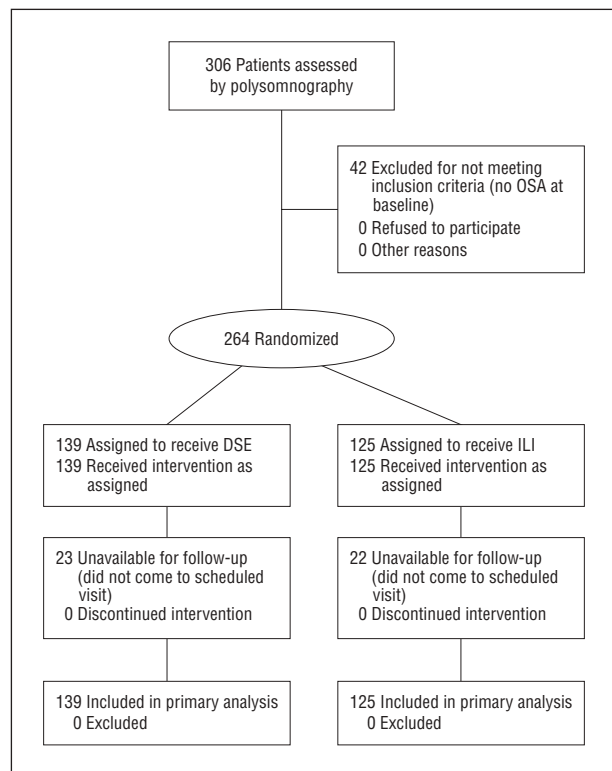 306 Patients assessed
by polysomnography
42 Excluded for not meeting
inclusion criteria (no OSA at
baseline)
0 Refused to participate
0 Other reasons
264 Randomized
139 Assigned to receive DSE
139 Received intervention as
assigned
125 Assigned to receive ILI
125 Received intervention as
assigned
23 Unavailable for follow-up
(did not come to scheduled
visit)
0 Discontinued intervention
22 Unavailable for follow-up
(did not come to scheduled
visit)
0 Discontinued intervention
139 Included in primary analysis
0 Excluded
125 Included in primary analysis
0 Excluded